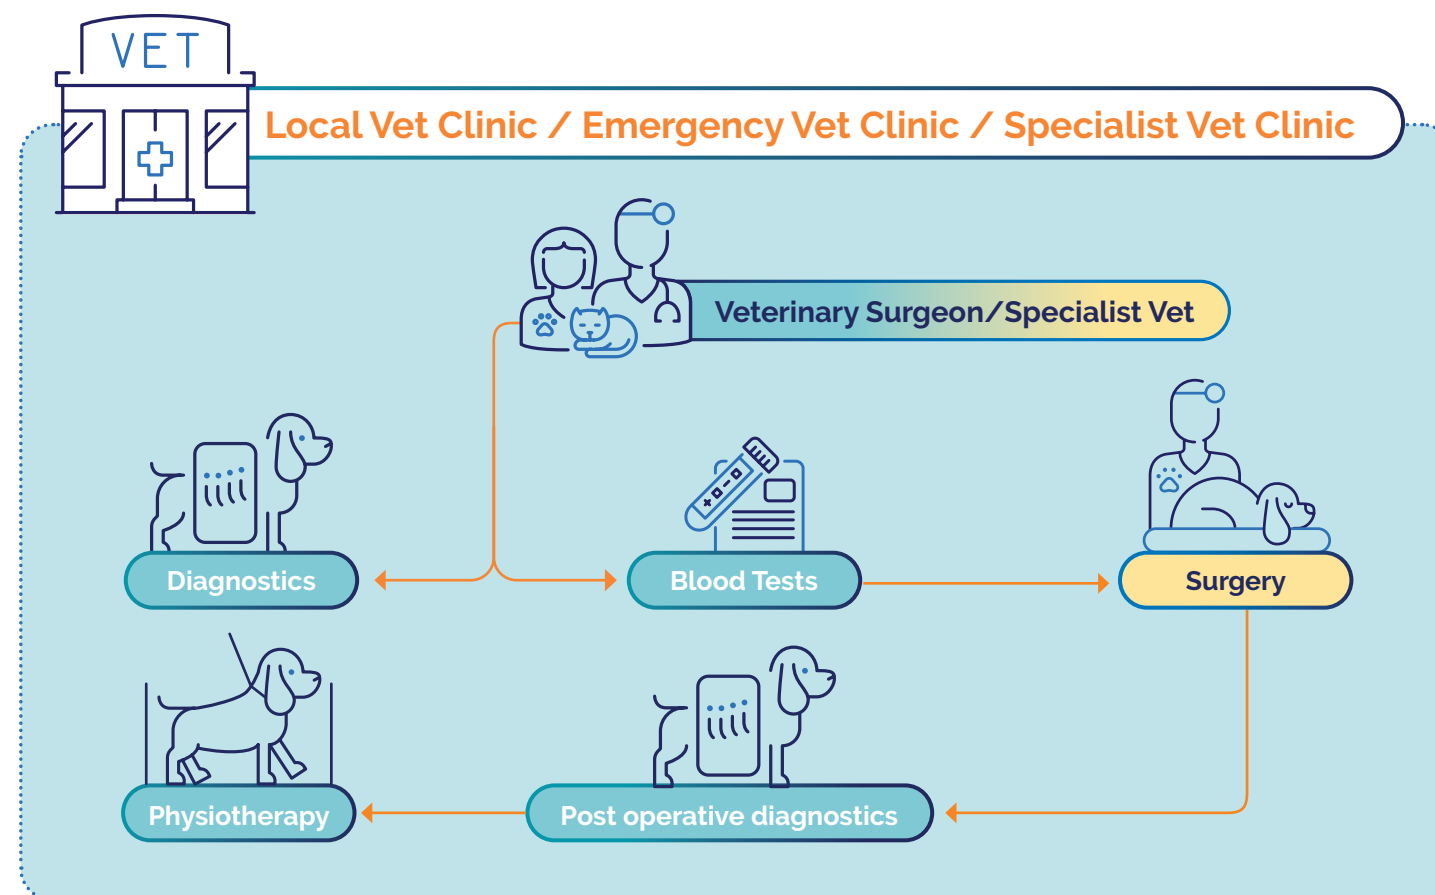 VET
Local Vet Clinic / Emergency Vet Clinic / Specialist Vet Clinic
Veterinary Surgeon/Specialist Vet
Diagnostics
Blood Tests
Surgery
Physiotherapy
Post operative diagnostics